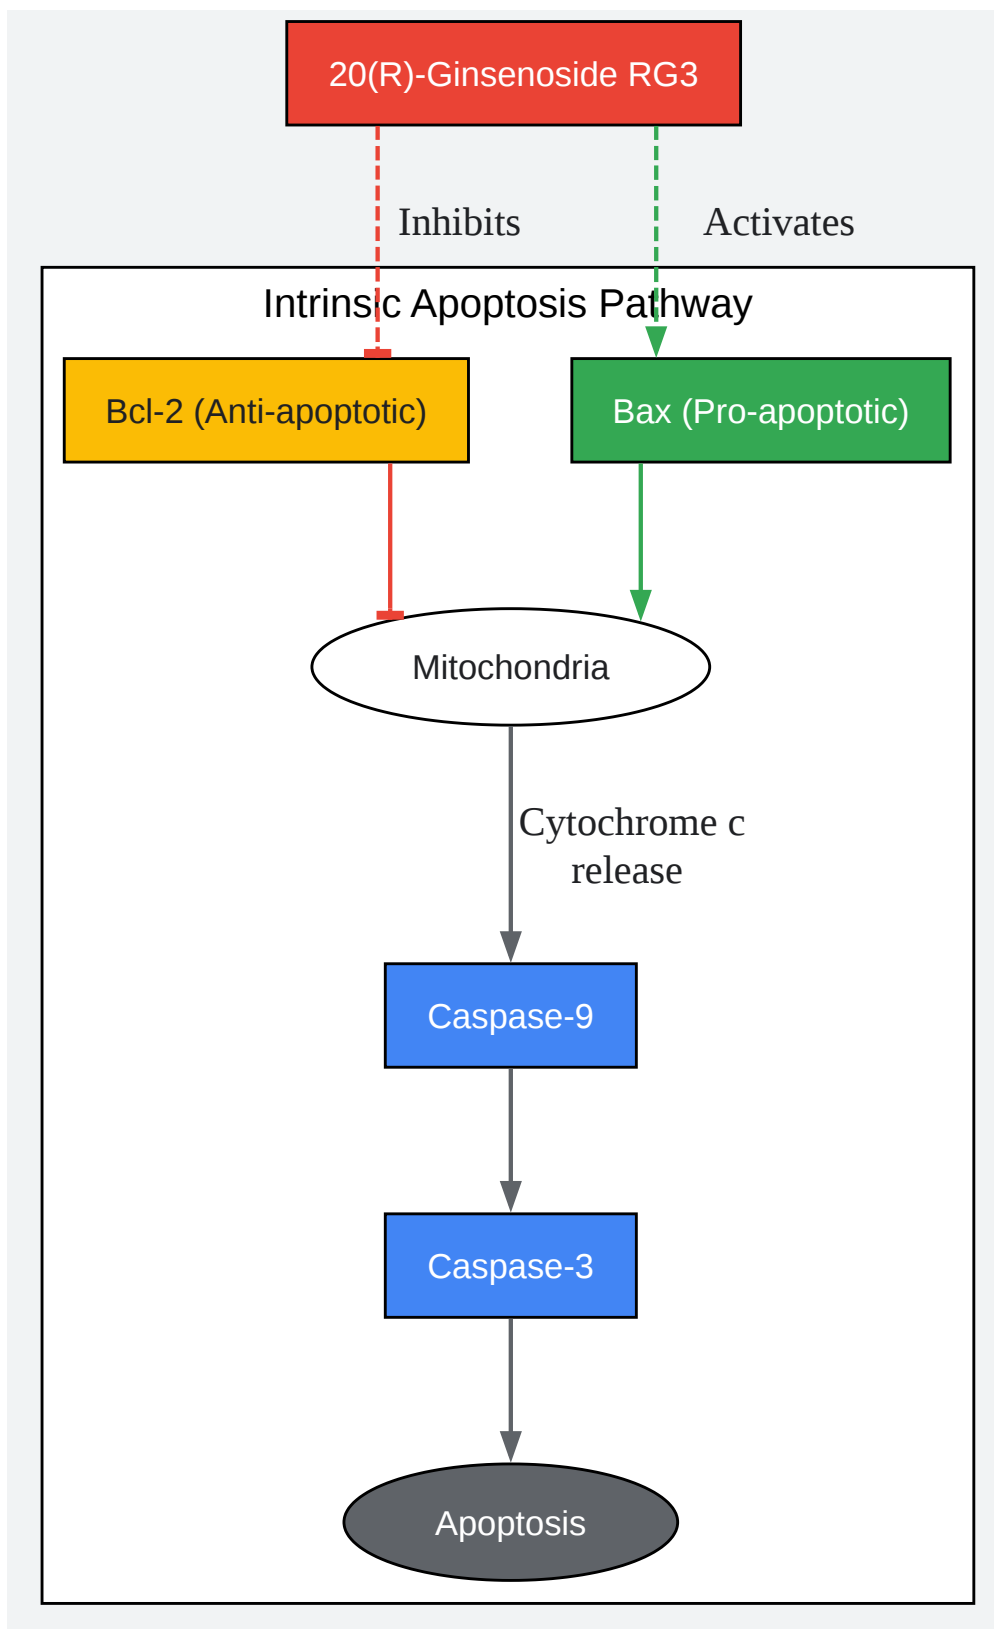 20(R)-Ginsenoside RG3
Inhibits
Activates
Intrinsic Apoptosis Pathway
Bcl-2 (Anti-apoptotic)
Bax (Pro-apoptotic)
Mitochondria
Cytochrome c
release
Caspase-9
Caspase-3
Apoptosis